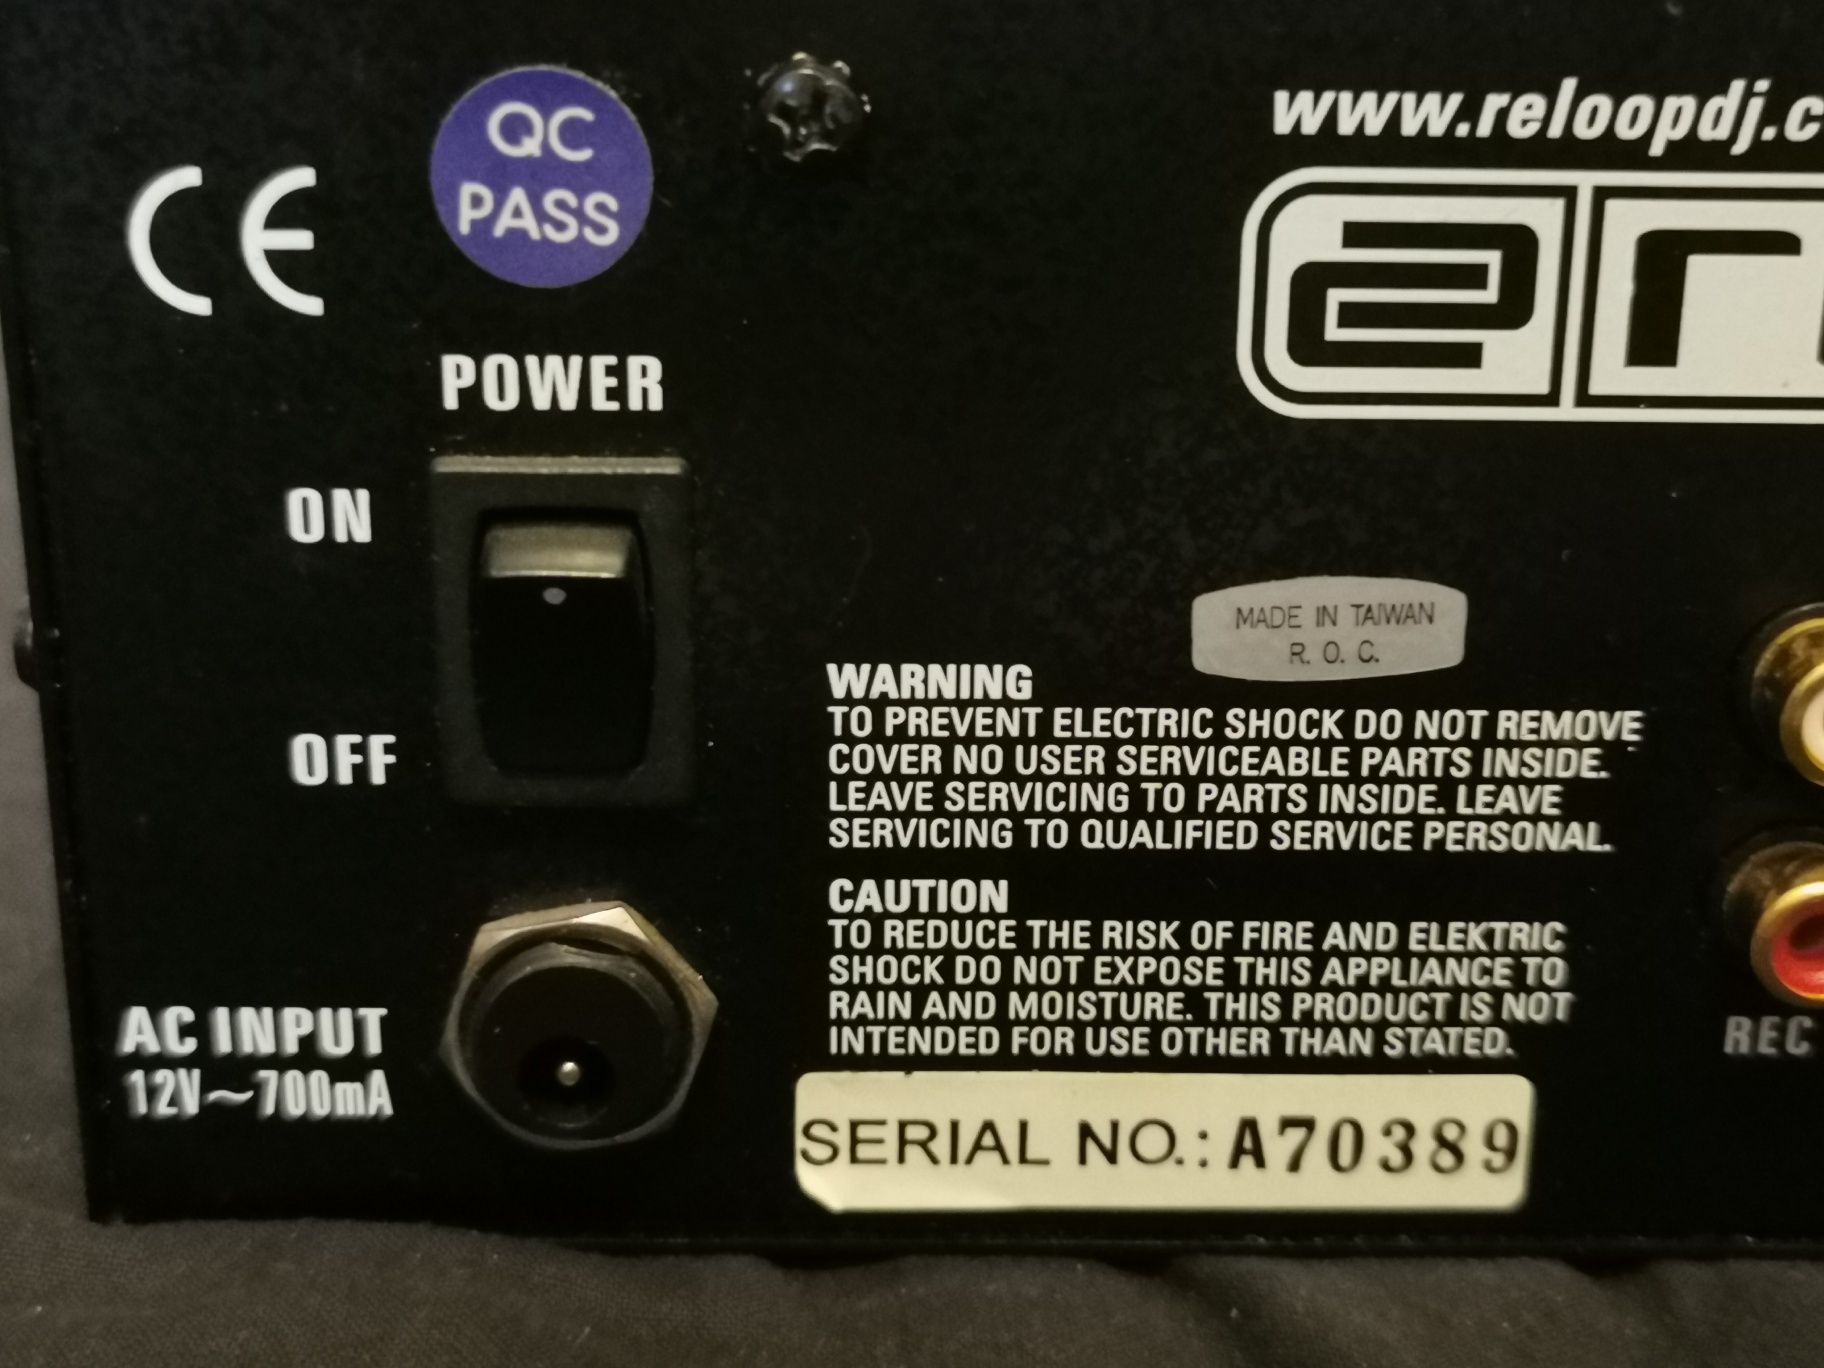 CE
QC
PASS
www.reloopdj.c
POWER
ON
OFF
MADE IN TAIWAN
R. O. C.
WARNING
TO PREVENT ELECTRIC SHOCK DO NOT REMOVE
COVER NO USER SERVICEABLE PARTS INSIDE.
LEAVE SERVICING TO PARTS INSIDE. LEAVE
SERVICING TO QUALIFIED SERVICE PERSONAL.
CAUTION
TO REDUCE THE RISK OF FIRE AND ELEKTRIC
SHOCK DO NOT EXPOSE THIS APPLIANCE TO
RAIN AND MOISTURE. THIS PRODUCT IS NOT
INTENDED FOR USE OTHER THAN STATED.
AC INPUT
12V~700mA
REC
SERIAL NO.: A70389